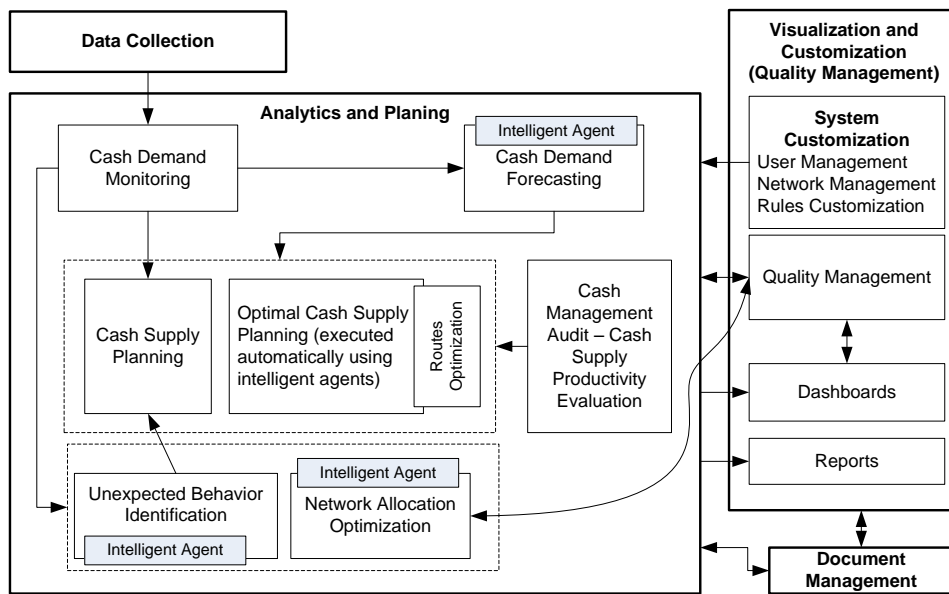 Data Collection
Analytics and Planing
Cash Demand
Monitoring
Intelligent Agent
Cash Demand
Forecasting
Cash Supply
Planning
Optimal Cash Supply
Planning (executed
automatically using
intelligent agents)
Routes
Optimization
Cash
Management
Audit – Cash
Supply
Productivity
Evaluation
Unexpected Behavior
Identification
Intelligent Agent
Intelligent Agent
Network Allocation
Optimization
Visualization and
Customization
(Quality Management)
System
Customization
User Management
Network Management
Rules Customization
Quality Management
Dashboards
Reports
Document
Management